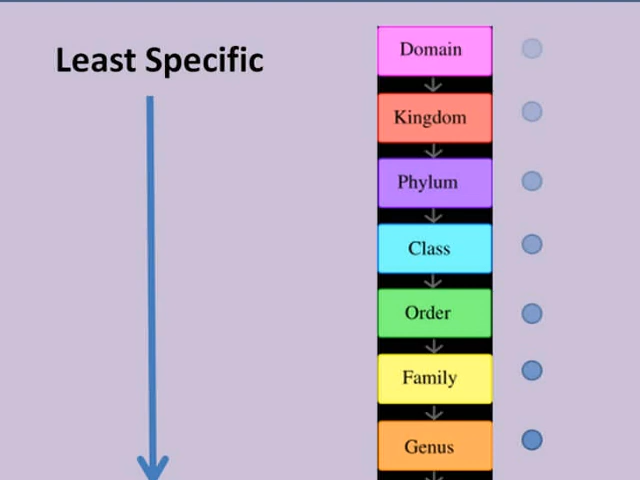 Least Specific
Domain
Kingdom
Phylum
Class
Order
Family
Genus